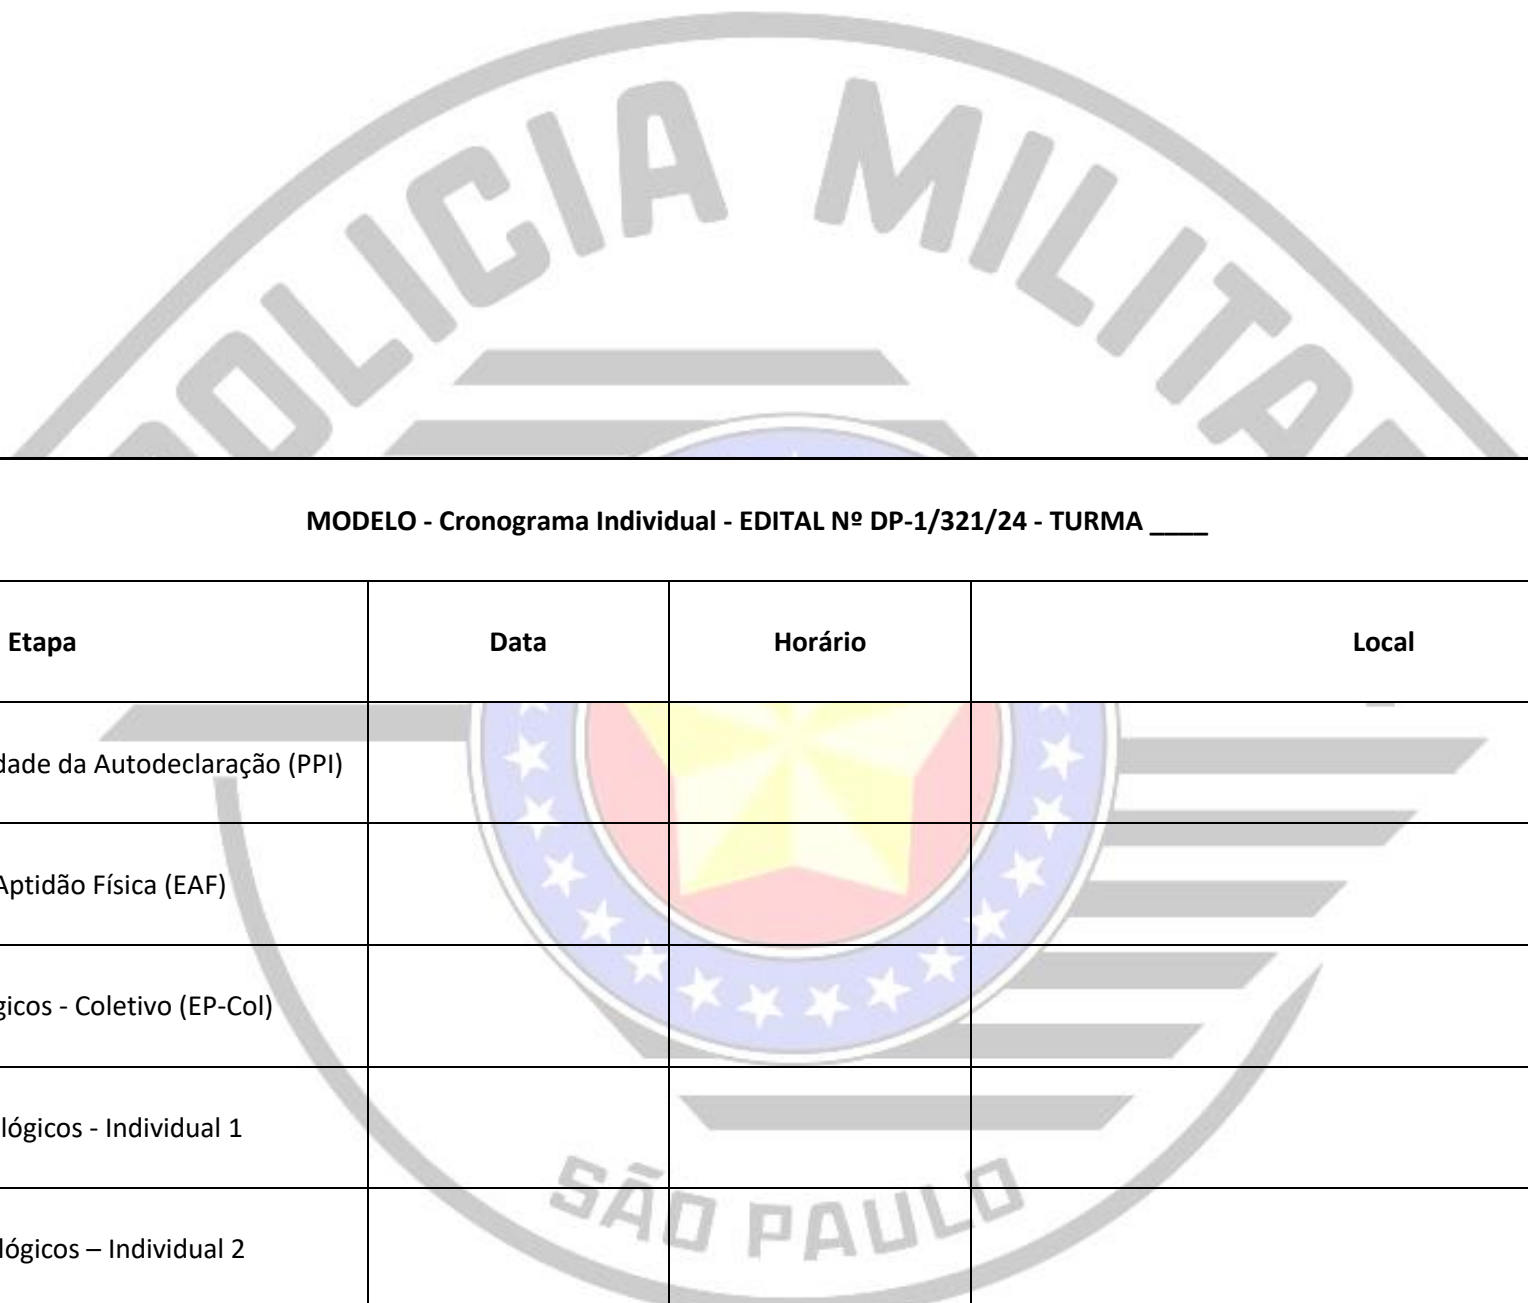 POLICIA MILITAR
MODELO - Cronograma Individual - EDITAL Nº DP-1/321/24 - TURMA ____
Etapa Data Horário Local
dade da Autodeclaração (PPI)
Aptidão Física (EAF)
gicos - Coletivo (EP-Col)
lógicos - Individual 1
lógicos – Individual 2
SÃO PAULO